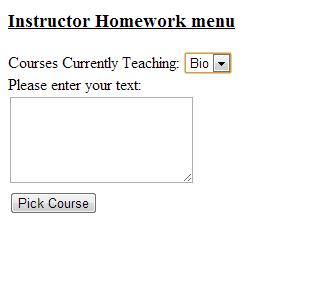 Instructor Homework menu
Courses Currently Teaching: Bio
Please enter your text:
Pick Course